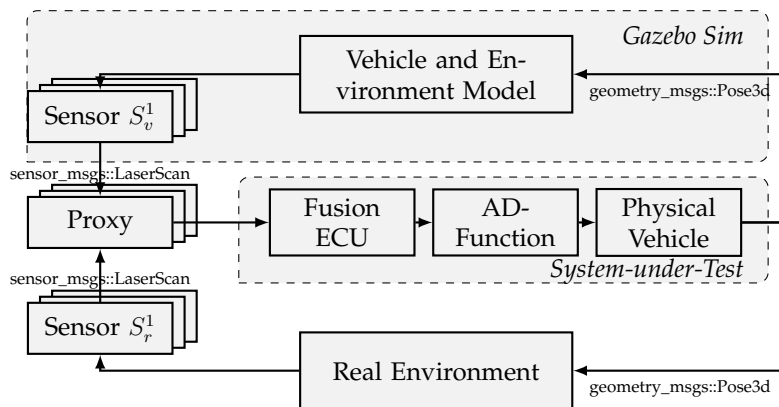 Gazebo Sim
Vehicle and En-
vironment Model
geometry_msgs::Pose3d
Sensor S_v^1
sensor_msgs::LaserScan
Proxy
Fusion
ECU
AD-
Function
Physical
Vehicle
System-under-Test
sensor_msgs::LaserScan
Sensor S_r^1
Real Environment
geometry_msgs::Pose3d